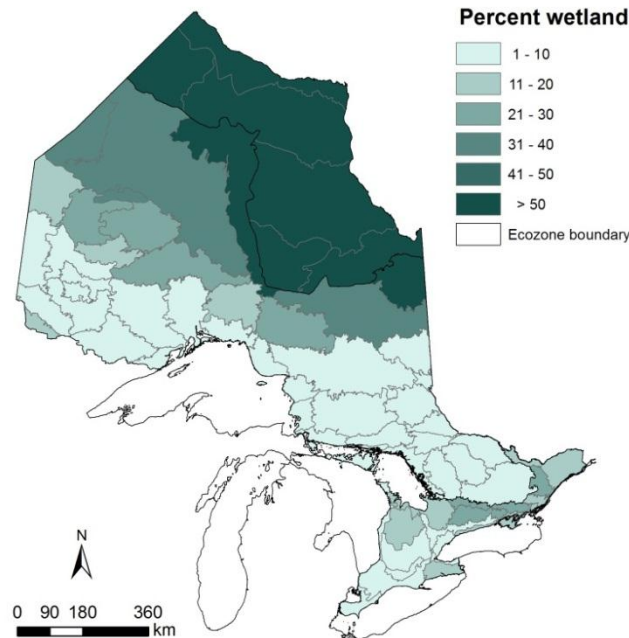 Percent wetland
1 - 10
11 - 20
21 - 30
31 - 40
41 - 50
> 50
Ecozone boundary
N
0 90 180 360
km